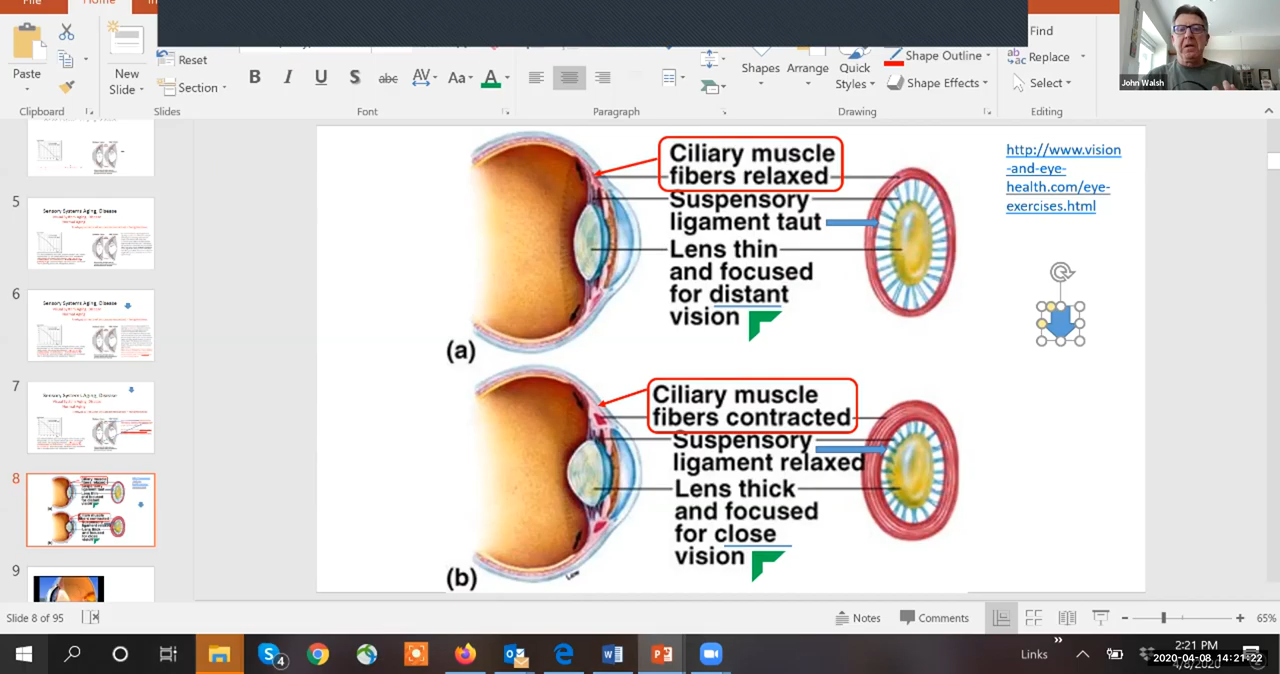 File
Home
In
Find
Paste
New
Slide
Reset
Section
B I U S abc AV Aa A
Shapes
Arrange
Quick
Styles
Shape Outline
Shape Effects
Replace
Select
Clipboard
Slides
Font
Paragraph
Drawing
Editing
John Walsh
5
Sensory Systems Aging, Disease
6
Sensory Systems Aging, Disease
7
Sensory Systems Aging, Disease
8
9
Ciliary muscle
fibers relaxed
Suspensory
ligament taut
Lens thin
and focused
for distant
vision
(a)
Ciliary muscle
fibers contracted
Suspensory
ligament relaxed
Lens thick
and focused
for close
vision
(b)
http://www.vision
-and-eye-
health.com/eye-
exercises.html
Slide 8 of 95
Notes
Comments
65%
4
Links
2:21 PM
2020-04-08 14:21:22